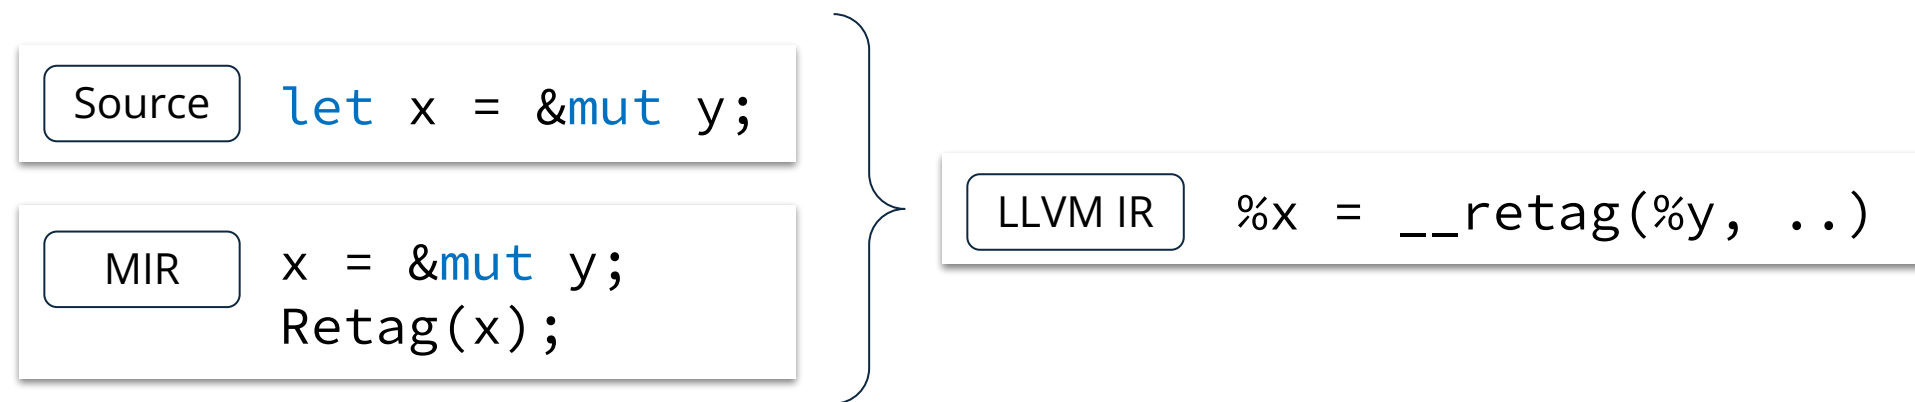 Source let x = &mut y;
MIR x = &mut y;
Retag(x);
LLVM IR %x = __retag(%y, ..)